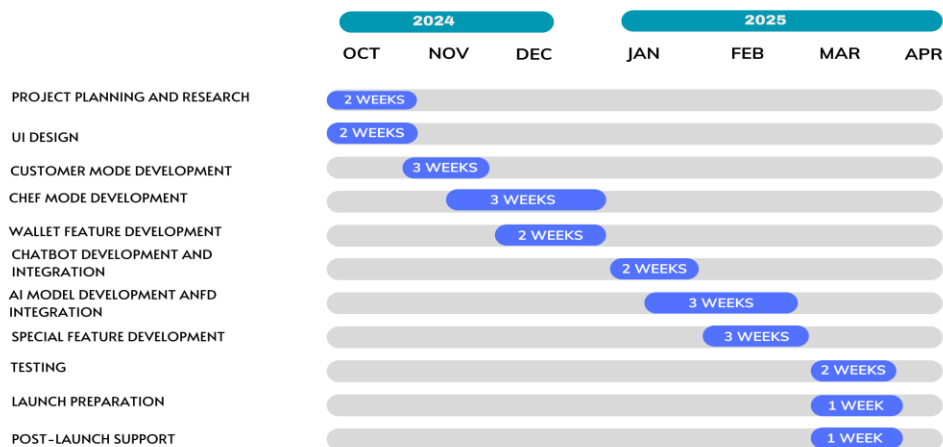 2024 2025
OCT NOV DEC JAN FEB MAR APR
PROJECT PLANNING AND RESEARCH 2 WEEKS
UI DESIGN 2 WEEKS
CUSTOMER MODE DEVELOPMENT 3 WEEKS
CHEF MODE DEVELOPMENT 3 WEEKS
WALLET FEATURE DEVELOPMENT 2 WEEKS
CHATBOT DEVELOPMENT AND
INTEGRATION 2 WEEKS
AI MODEL DEVELOPMENT ANFD
INTEGRATION 3 WEEKS
SPECIAL FEATURE DEVELOPMENT 3 WEEKS
TESTING 2 WEEKS
LAUNCH PREPARATION 1 WEEK
POST-LAUNCH SUPPORT 1 WEEK